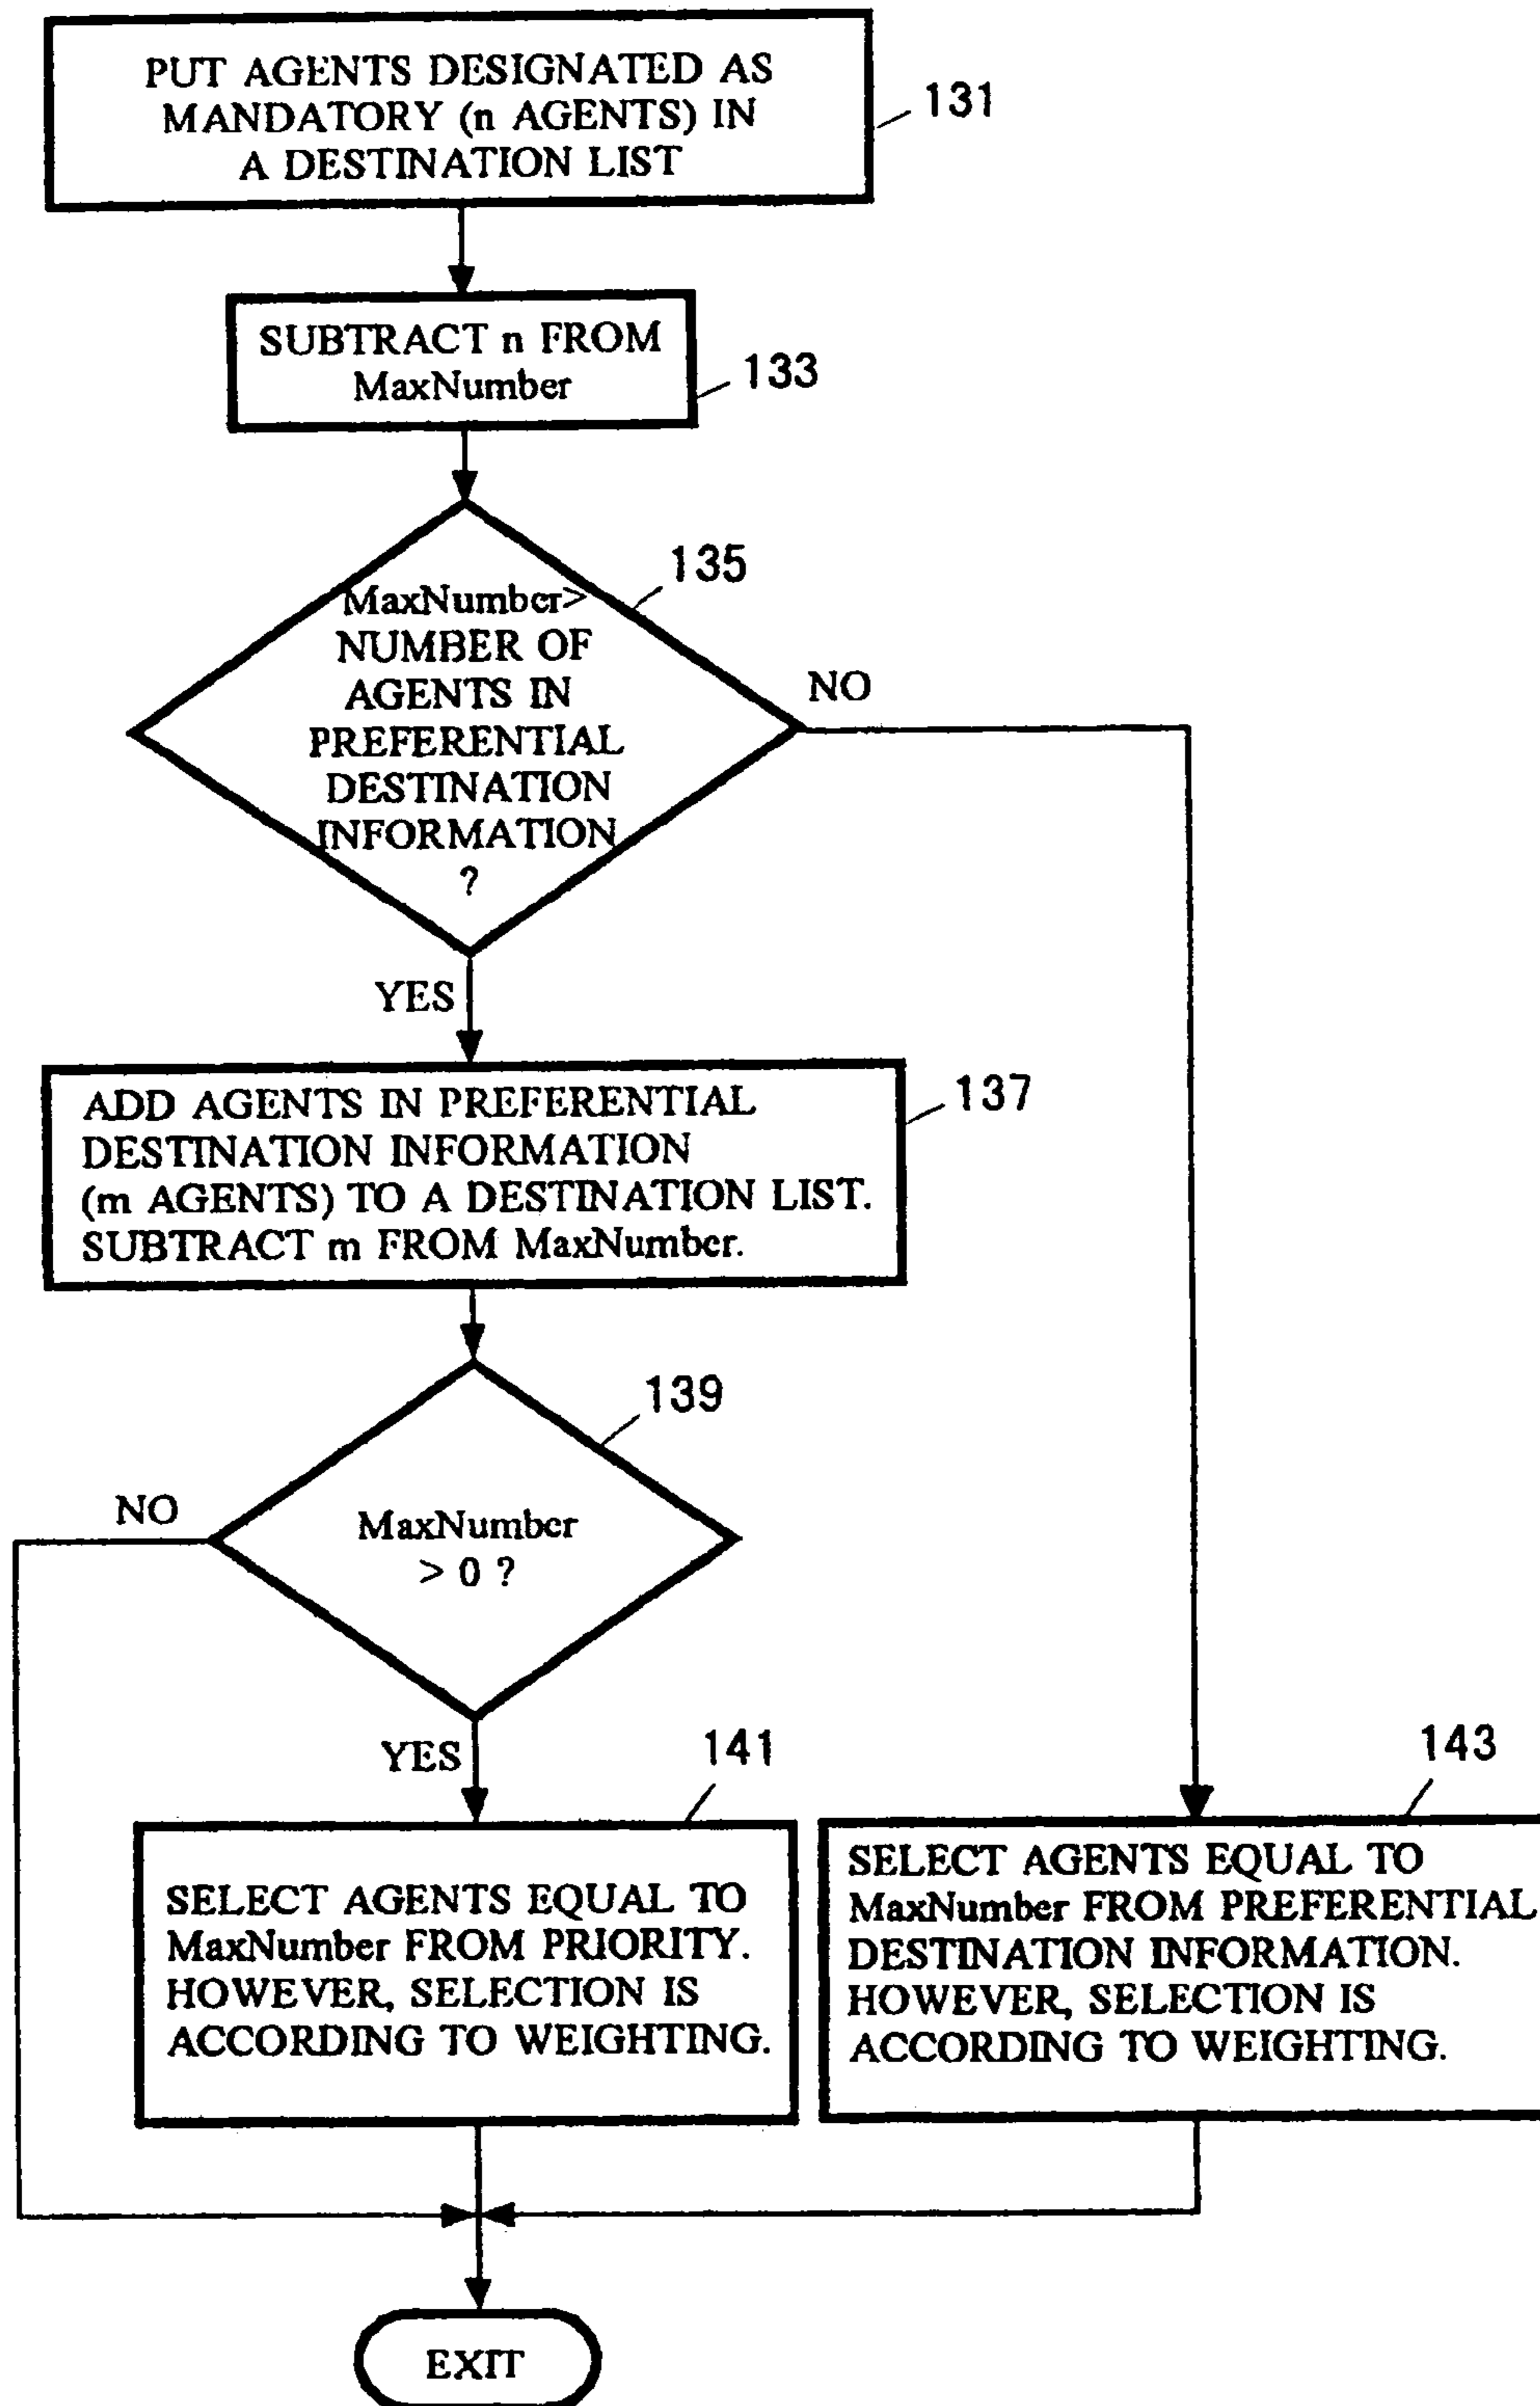 PUT AGENTS DESIGNATED AS
MANDATORY (n AGENTS) IN
A DESTINATION LIST
131
SUBTRACT n FROM
MaxNumber
133
135
MaxNumber>
NUMBER OF
AGENTS IN
PREFERENTIAL
DESTINATION
INFORMATION
?
NO
YES
ADD AGENTS IN PREFERENTIAL
DESTINATION INFORMATION
(m AGENTS) TO A DESTINATION LIST.
SUBTRACT m FROM MaxNumber.
137
139
NO
MaxNumber
> 0 ?
YES
141
143
SELECT AGENTS EQUAL TO
MaxNumber FROM PRIORITY.
HOWEVER, SELECTION IS
ACCORDING TO WEIGHTING.
SELECT AGENTS EQUAL TO
MaxNumber FROM PREFERENTIAL
DESTINATION INFORMATION.
HOWEVER, SELECTION IS
ACCORDING TO WEIGHTING.
EXIT